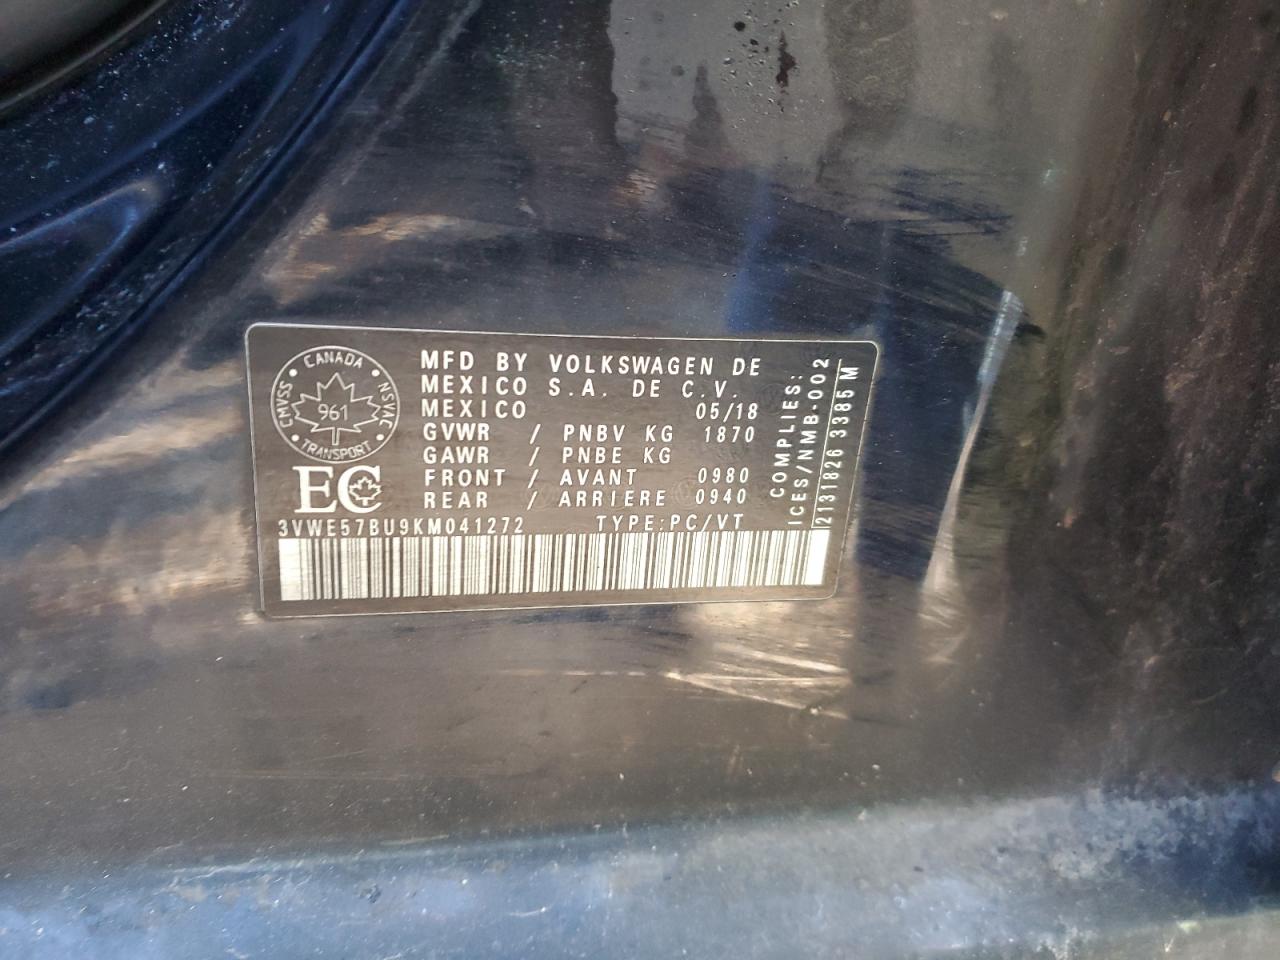 CANADA
CMVSS
NSVAC
961
TRANSPORT
EC
MFD BY VOLKSWAGEN DE
MEXICO S.A. DE C.V.
MEXICO 05/18
GVWR / PNBV KG 1870
GAWR / PNBE KG
FRONT / AVANT 0980
REAR / ARRIERE 0940
3VWE57BU9KM041272 TYPE:PC/VT
COMPLIES:
ICES/NMB-002
2131826 3385M